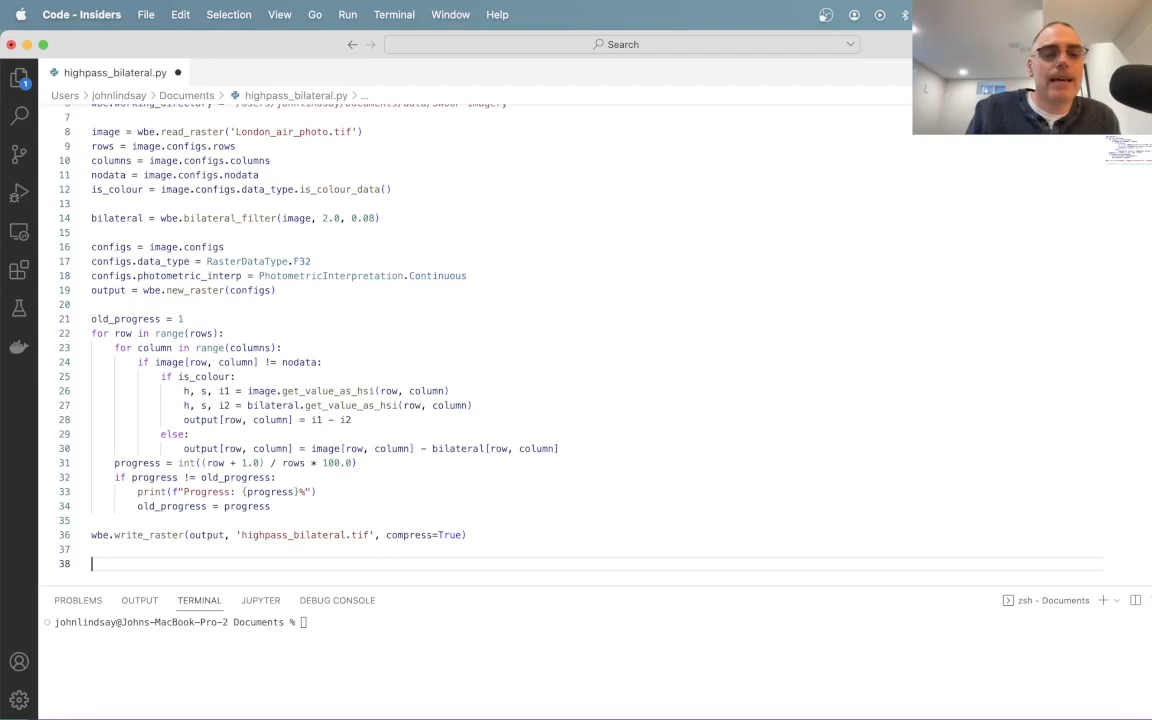 Code - Insiders File Edit Selection View Go Run Terminal Window Help
Search
highpass_bilateral.py
Users > johnlindsay > Documents > highpass_bilateral.py > ...
7
8 image = wbe.read_raster('London_air_photo.tif')
9 rows = image.configs.rows
10 columns = image.configs.columns
11 nodata = image.configs.nodata
12 is_colour = image.configs.data_type.is_colour_data()
13
14 bilateral = wbe.bilateral_filter(image, 2.0, 0.08)
15
16 configs = image.configs
17 configs.data_type = RasterDataType.F32
18 configs.photometric_interp = PhotometricInterpretation.Continuous
19 output = wbe.new_raster(configs)
20
21 old_progress = 1
22 for row in range(rows):
23 for column in range(columns):
24 if image[row, column] != nodata:
25 if is_colour:
26 h, s, i1 = image.get_value_as_hsi(row, column)
27 h, s, i2 = bilateral.get_value_as_hsi(row, column)
28 output[row, column] = i1 - i2
29 else:
30 output[row, column] = image[row, column] - bilateral[row, column]
31 progress = int((row + 1.0) / rows * 100.0)
32 if progress != old_progress:
33 print(f"Progress: {progress}%")
34 old_progress = progress
35
36 wbe.write_raster(output, 'highpass_bilateral.tif', compress=True)
37
38
PROBLEMS OUTPUT TERMINAL JUPYTER DEBUG CONSOLE
zsh - Documents
johnlindsay@Johns-MacBook-Pro-2 Documents %